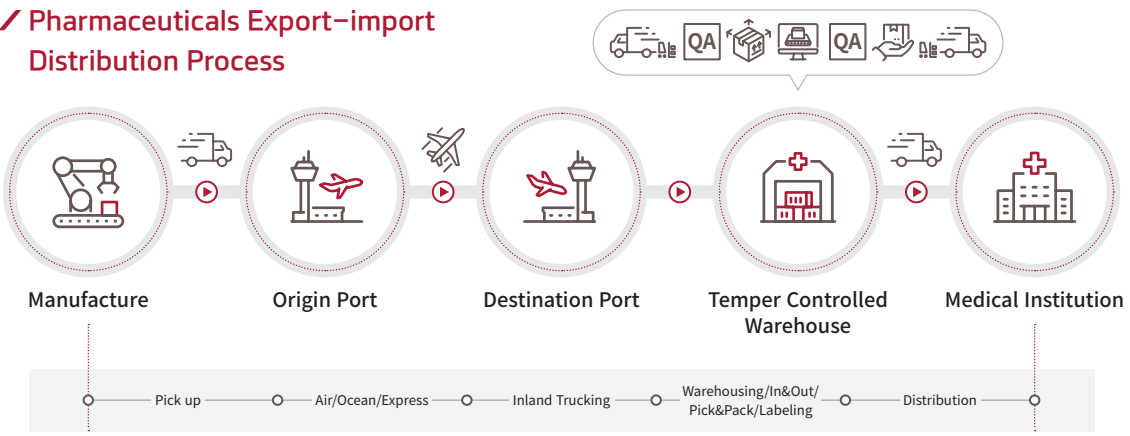 Pharmaceuticals Export-import
Distribution Process
QA
QA
Manufacture
Origin Port
Destination Port
Temper Controlled
Warehouse
Medical Institution
Pick up
Air/Ocean/Express
Inland Trucking
Warehousing/In&Out/
Pick&Pack/Labeling
Distribution